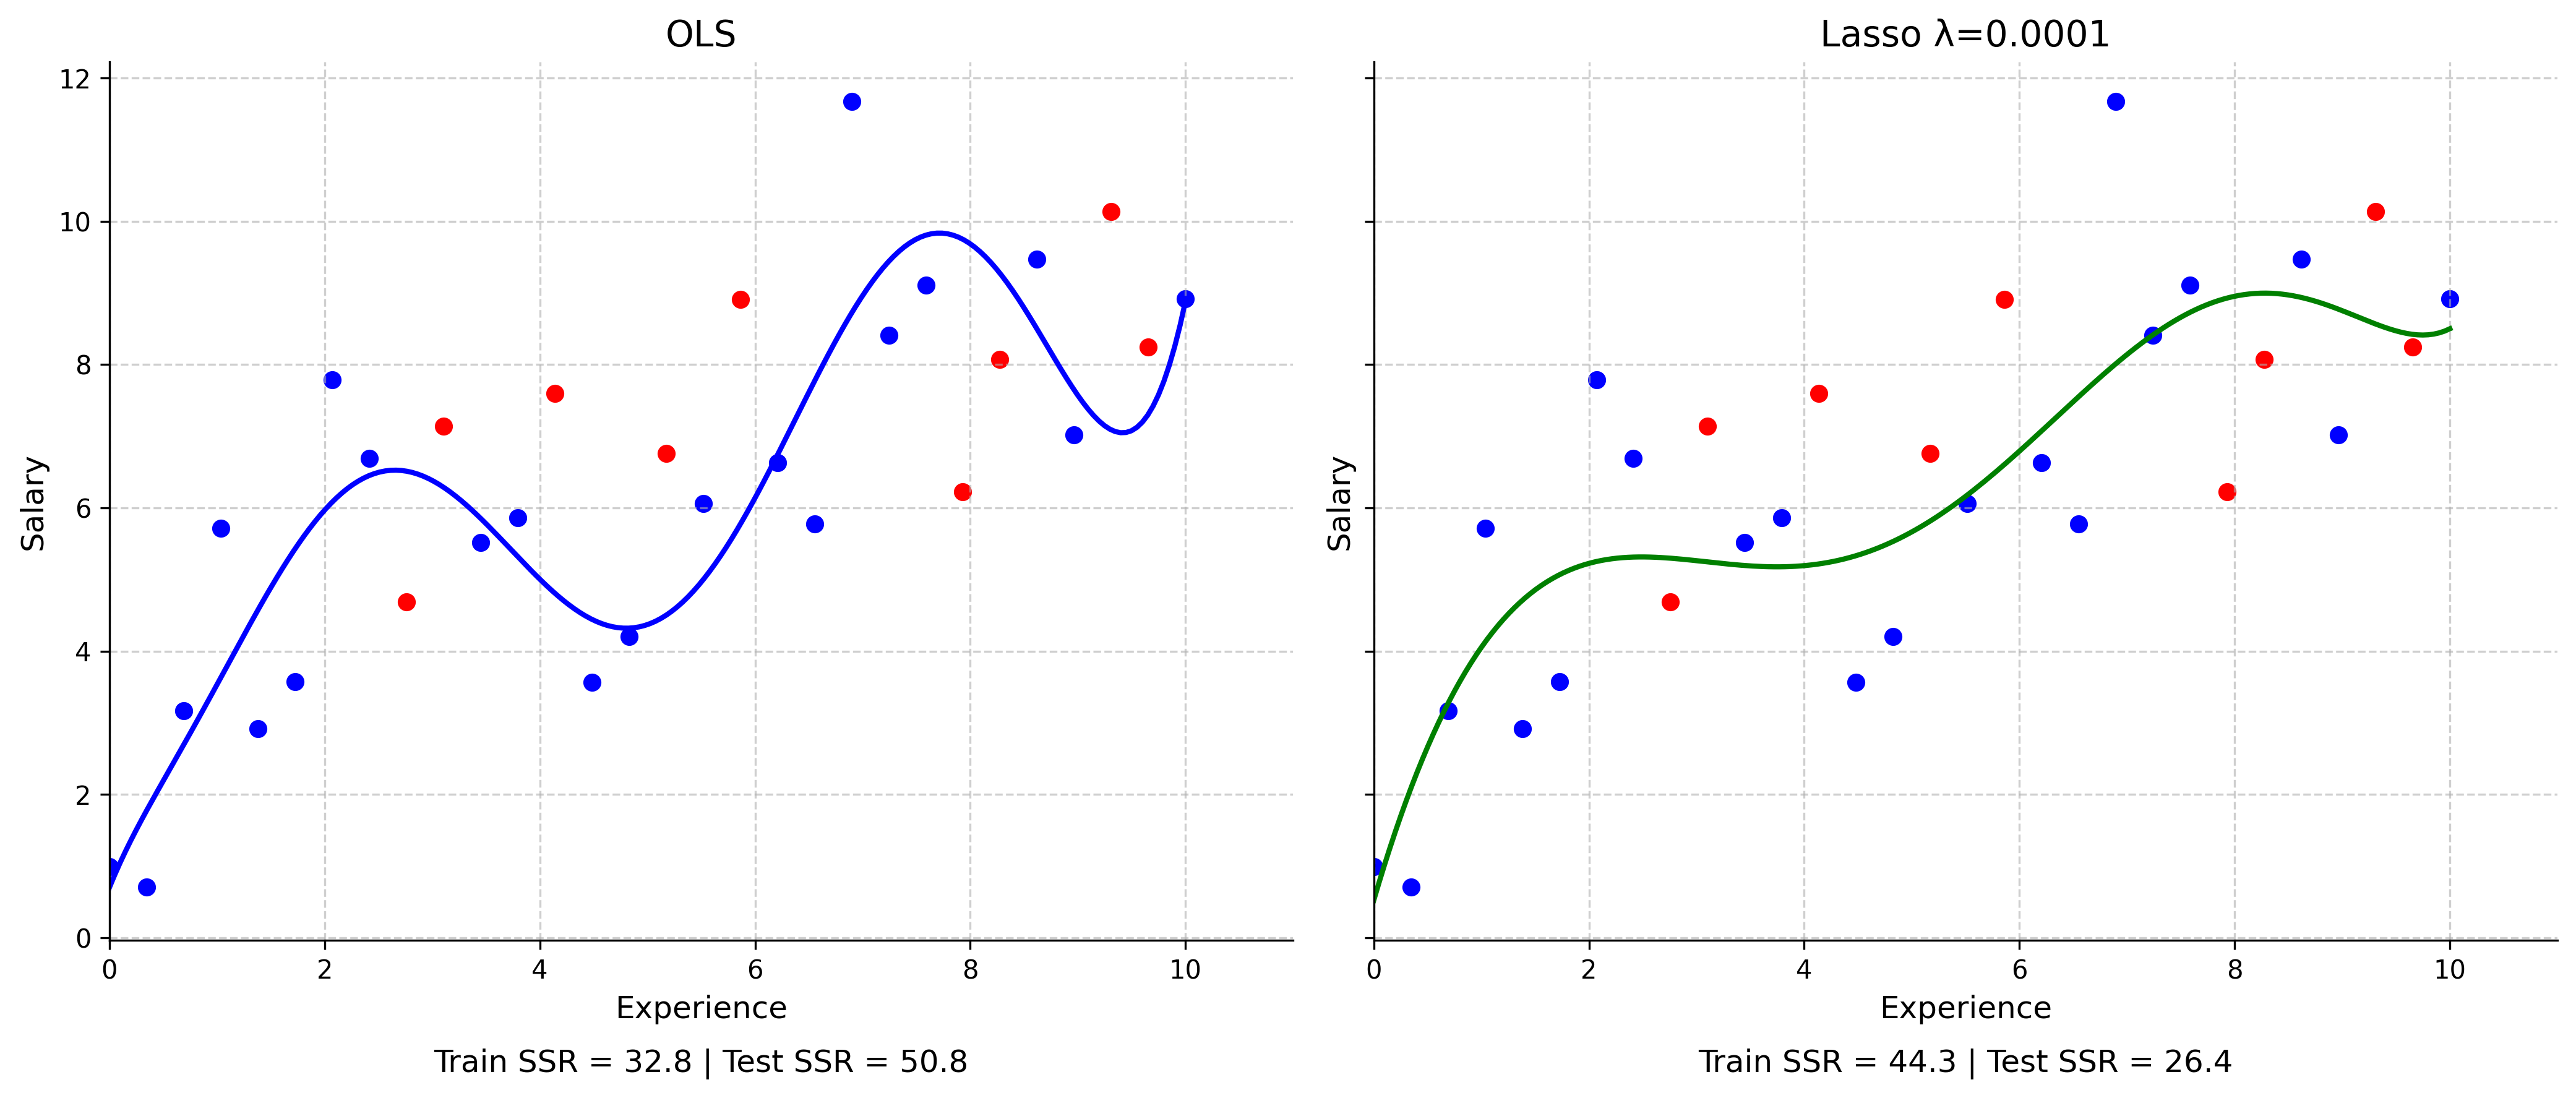 OLS
12
10
8
6
4
2
0
Salary
0 2 4 6 8 10
Experience
Train SSR = 32.8 | Test SSR = 50.8
Lasso λ=0.0001
Salary
0 2 4 6 8 10
Experience
Train SSR = 44.3 | Test SSR = 26.4